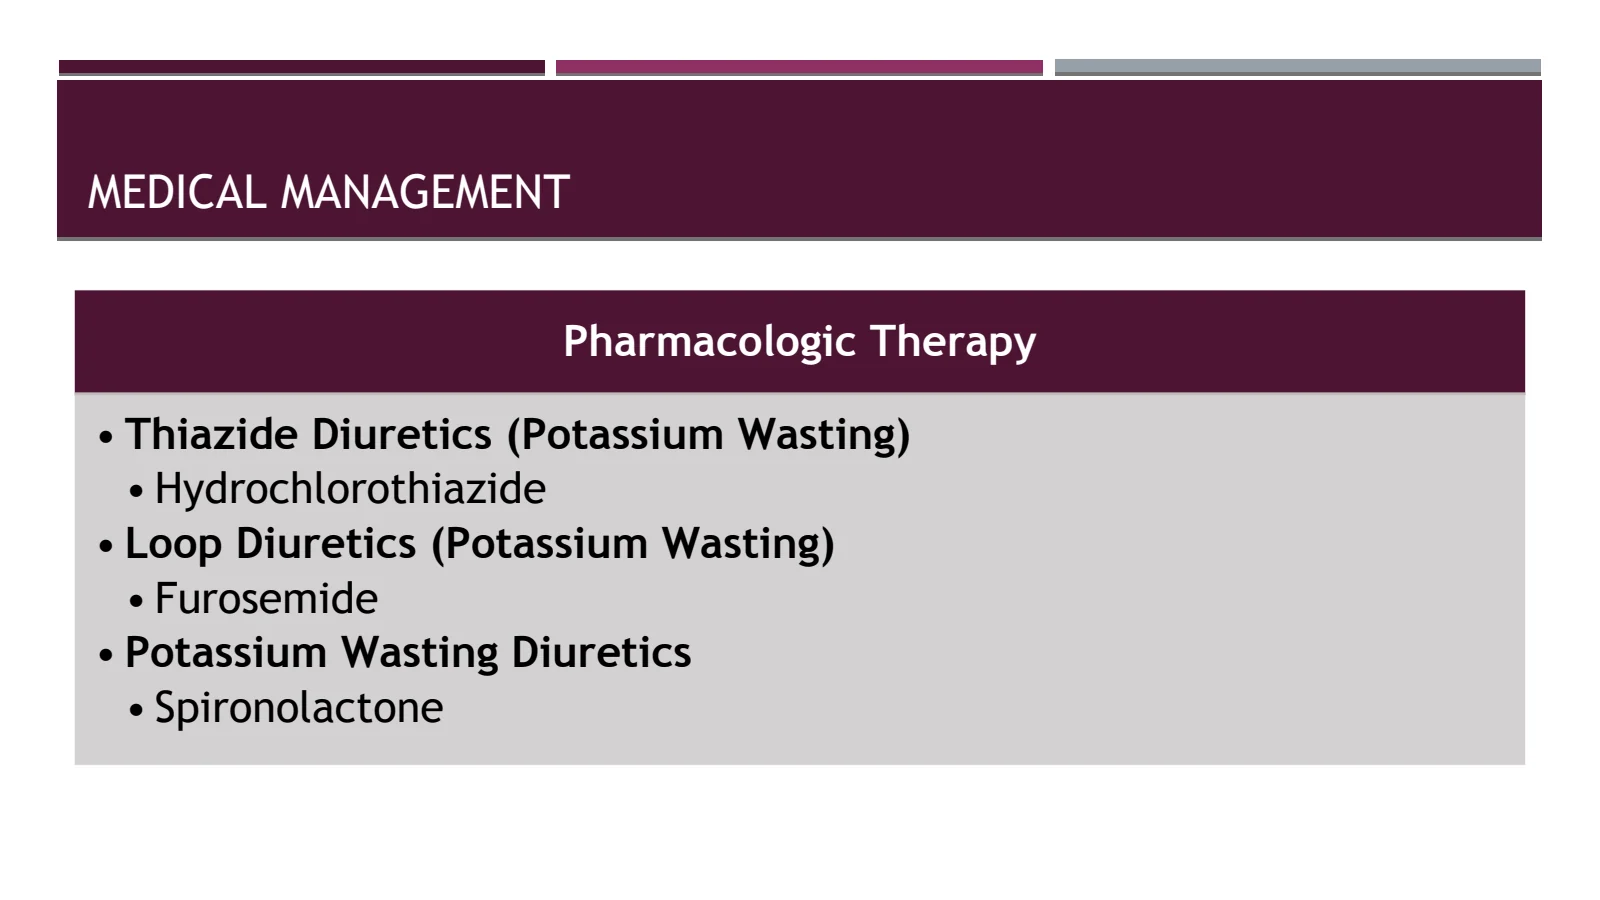 MEDICAL MANAGEMENT
Pharmacologic Therapy
• Thiazide Diuretics (Potassium Wasting)
• Hydrochlorothiazide
• Loop Diuretics (Potassium Wasting)
• Furosemide
• Potassium Wasting Diuretics
• Spironolactone